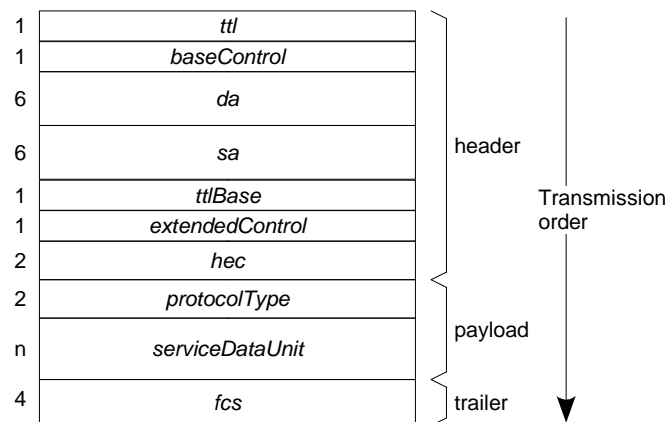 1 ttl
1 baseControl
6 da
6 sa
1 ttlBase
1 extendedControl
2 hec
header
2 protocolType
n serviceDataUnit
payload
4 fcs
trailer
Transmission
order